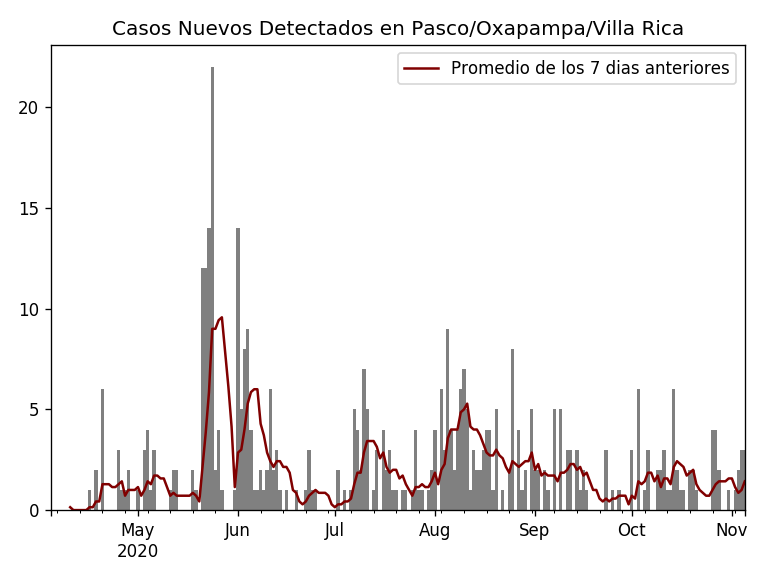 Casos Nuevos Detectados en Pasco/Oxapampa/Villa Rica
Promedio de los 7 dias anteriores
20
15
10
5
0
May Jun Jul Aug Sep Oct Nov
2020